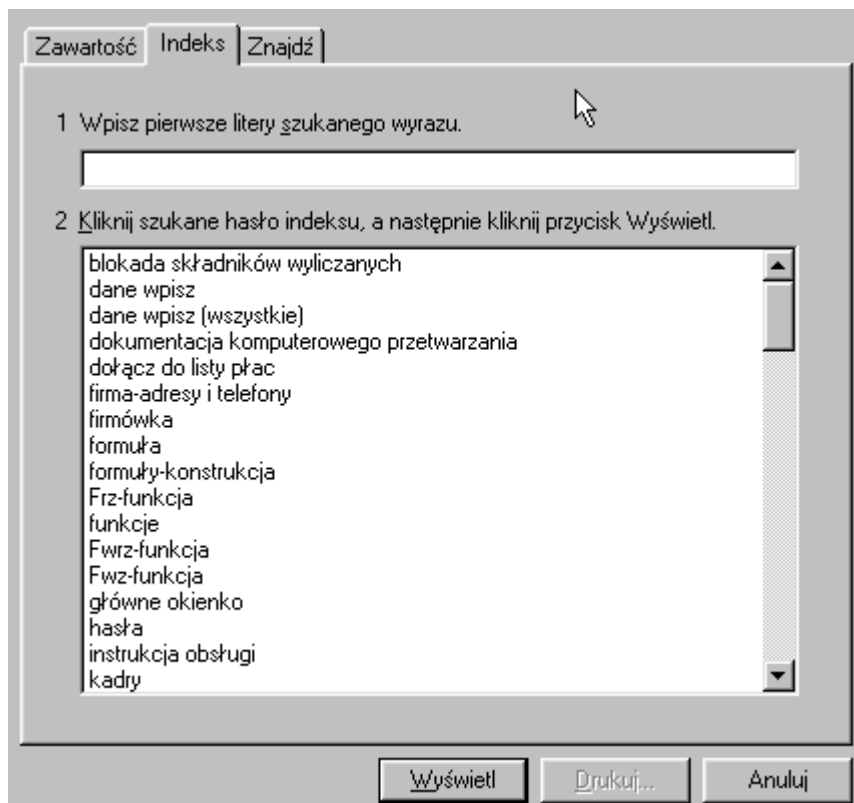 Zawartość Indeks Znajdź
1 Wpisz pierwsze litery szukanego wyrazu.
2 Kliknij szukane hasło indeksu, a następnie kliknij przycisk Wyświetl.
blokada składników wyliczanych
dane wpisz
dane wpisz (wszystkie)
dokumentacja komputerowego przetwarzania
dołącz do listy płac
firma-adresy i telefony
firmówka
formuła
formuły-konstrukcja
Frz-funkcja
funkcje
Fwrz-funkcja
Fwz-funkcja
główne okienko
hasła
instrukcja obsługi
kadry
Wyświetl Drukuj... Anuluj